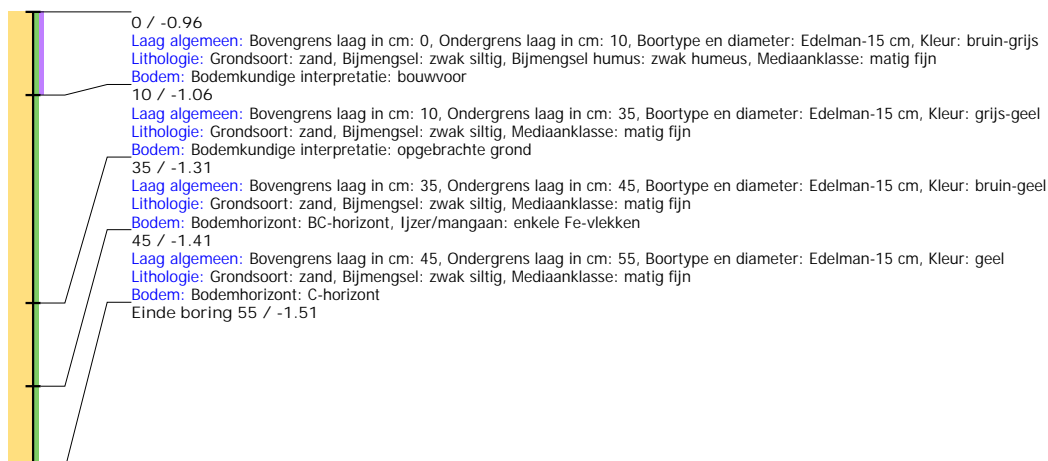 0 / -0.96
Laag algemeen: Bovengrens laag in cm: 0, Ondergrens laag in cm: 10, Boortype en diameter: Edelman-15 cm, Kleur: bruin-grijs
Lithologie: Grondsoort: zand, Bijmengsel: zwak siltig, Bijmengsel humus: zwak humeus, Mediaanklasse: matig fijn
Bodem: Bodemkundige interpretatie: bouwvoor
10 / -1.06
Laag algemeen: Bovengrens laag in cm: 10, Ondergrens laag in cm: 35, Boortype en diameter: Edelman-15 cm, Kleur: grijs-geel
Lithologie: Grondsoort: zand, Bijmengsel: zwak siltig, Mediaanklasse: matig fijn
Bodem: Bodemkundige interpretatie: opgebrachte grond
35 / -1.31
Laag algemeen: Bovengrens laag in cm: 35, Ondergrens laag in cm: 45, Boortype en diameter: Edelman-15 cm, Kleur: bruin-geel
Lithologie: Grondsoort: zand, Bijmengsel: zwak siltig, Mediaanklasse: matig fijn
Bodem: Bodemhorizont: BC-horizont, Ijzer/mangaan: enkele Fe-vlekken
45 / -1.41
Laag algemeen: Bovengrens laag in cm: 45, Ondergrens laag in cm: 55, Boortype en diameter: Edelman-15 cm, Kleur: geel
Lithologie: Grondsoort: zand, Bijmengsel: zwak siltig, Mediaanklasse: matig fijn
Bodem: Bodemhorizont: C-horizont
Einde boring 55 / -1.51